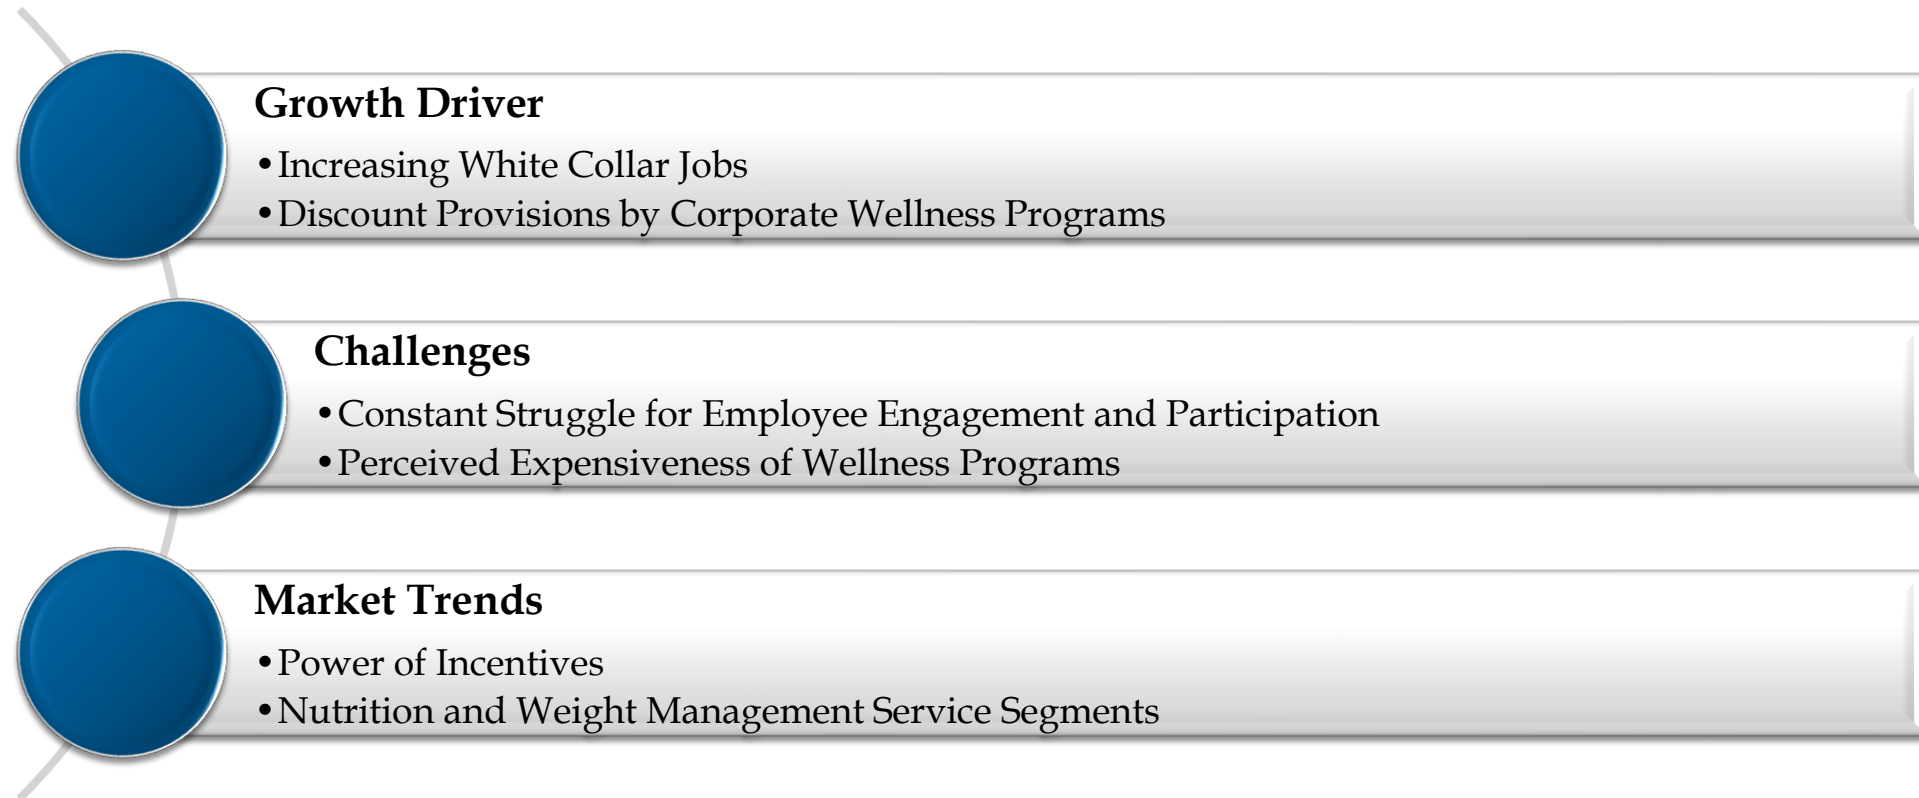 Growth Driver
•Increasing White Collar Jobs
•Discount Provisions by Corporate Wellness Programs
Challenges
•Constant Struggle for Employee Engagement and Participation
•Perceived Expensiveness of Wellness Programs
Market Trends
•Power of Incentives
•Nutrition and Weight Management Service Segments